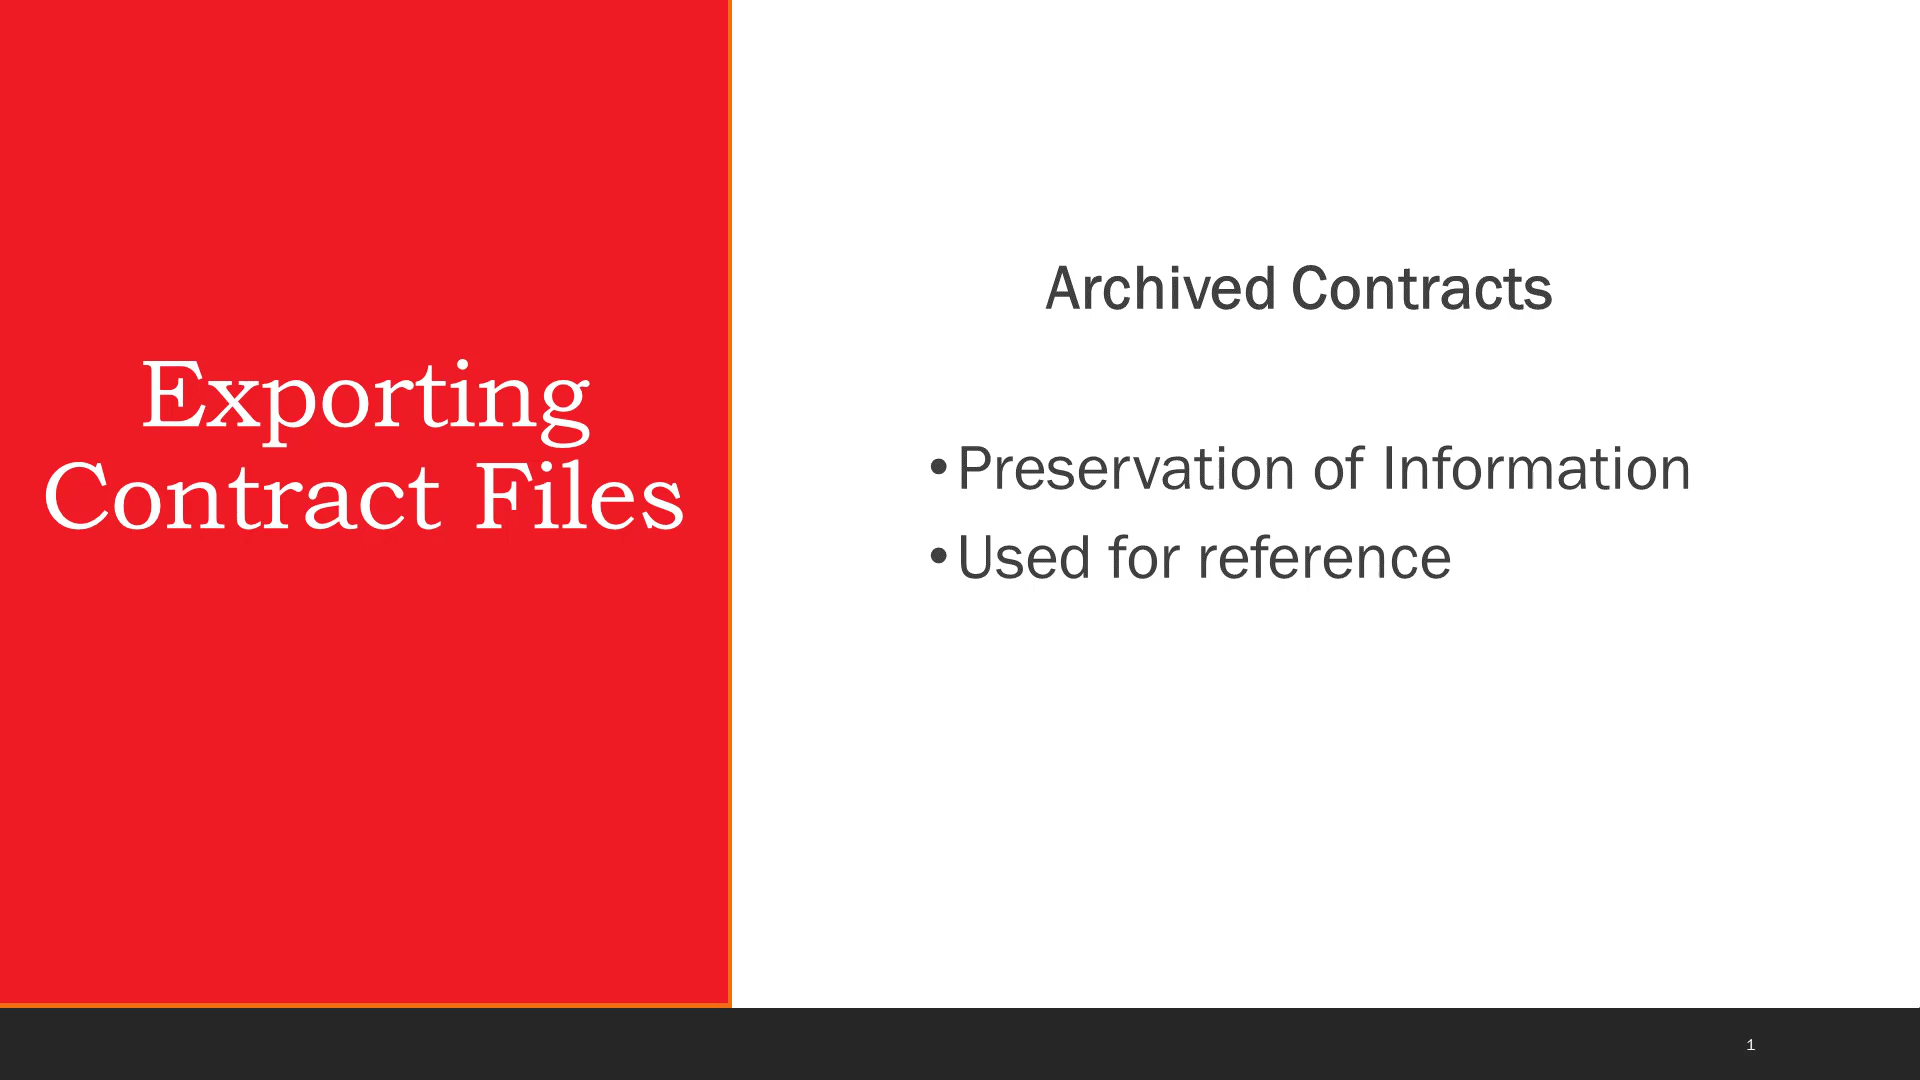 Exporting
Contract Files
Archived Contracts
•Preservation of Information
•Used for reference
1